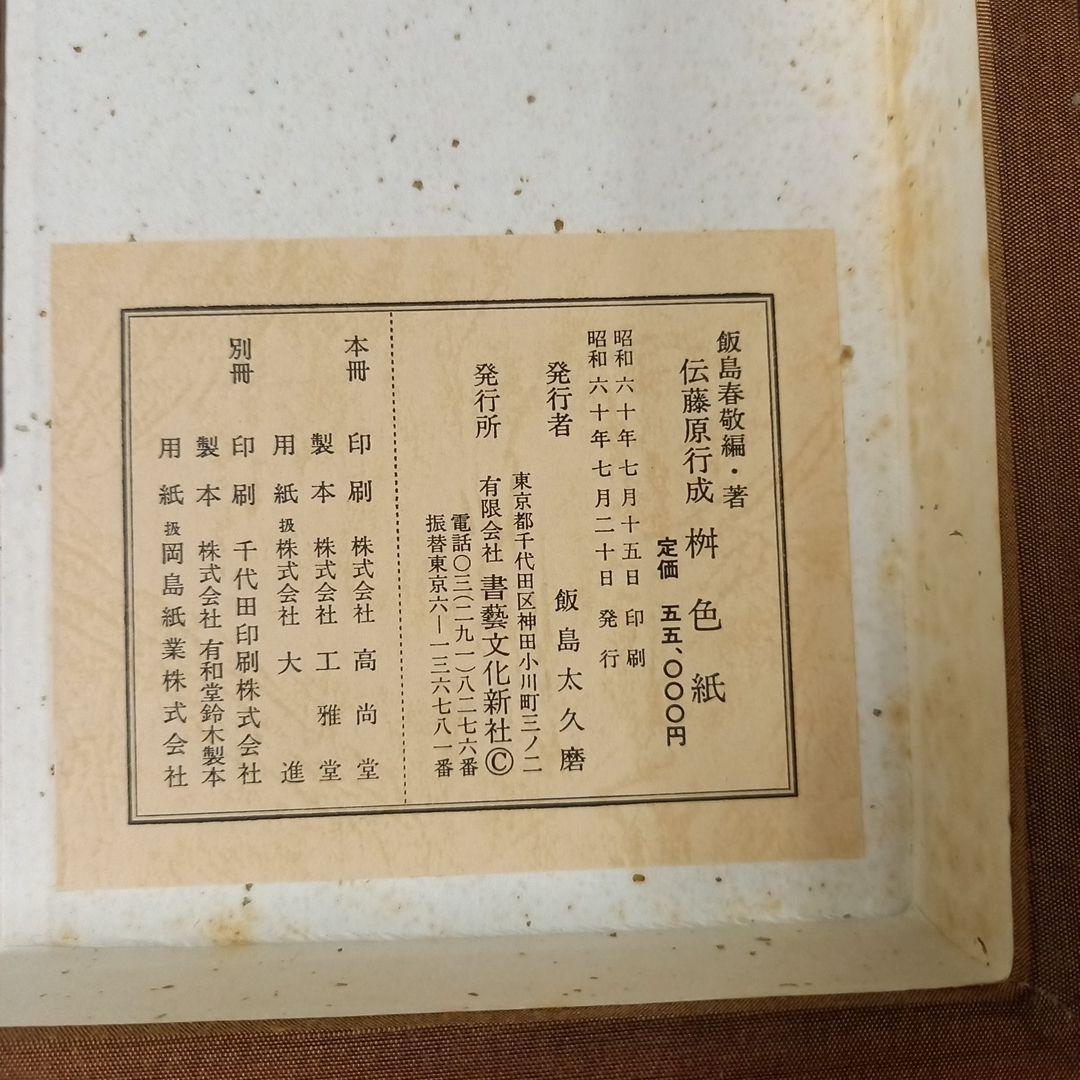 飯島春敬編・著
伝藤原行成 桝色紙
定価 五五、〇〇〇円
昭和六十年七月十五日 印刷
昭和六十年七月二十日 発行
発行者 飯島太久磨
東京都千代田区神田小川町三ノ二
発行所 有限会社 書藝文化新社©
電話〇三(二九一)八二七六番
振替東京六―一三六七八一番
本冊 印刷 株式会社 高尚堂
製本 株式会社 工雅堂
用紙扱 株式会社 大進
別冊 印刷 千代田印刷株式会社
製本 株式会社 有和堂鈴木製本
用紙扱 岡島紙業株式会社